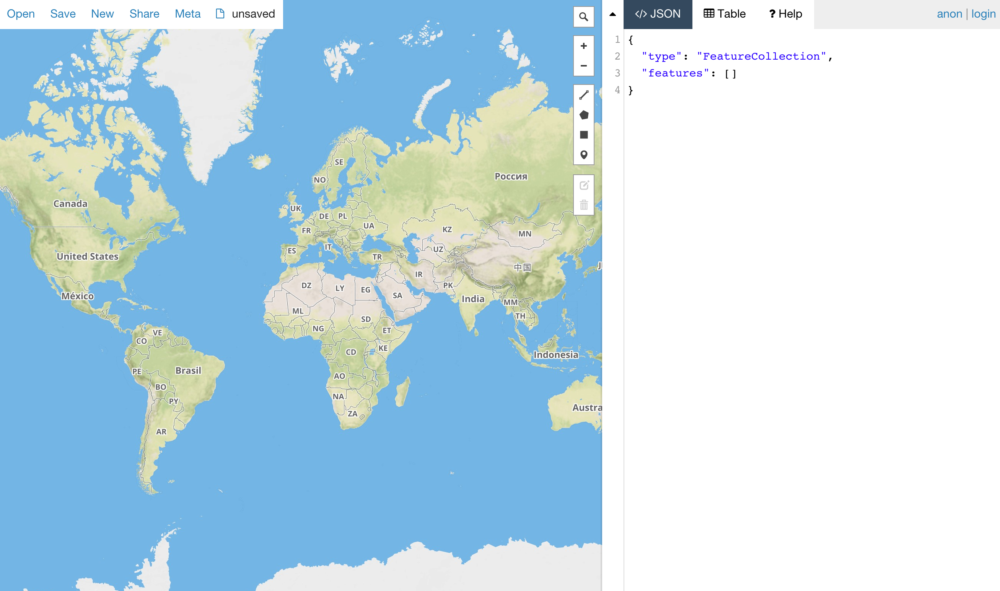 Open Save New Share Meta unsaved
</> JSON Table ? Help
anon | login
1 {
2 "type": "FeatureCollection",
3 "features": []
4 }
SE
Россия
NO
Canada
UK
DE PL
UA
FR
KZ
MN
IT
UZ
ES
United States
TR
中国
IR
DZ
LY
EG
PK
México
SA
India
MM
ML
TH
SD
NG
ET
VE
CO
KE
CD
Indonesia
Brasil
PE
AO
BO
NA
PY
Austra
ZA
AR